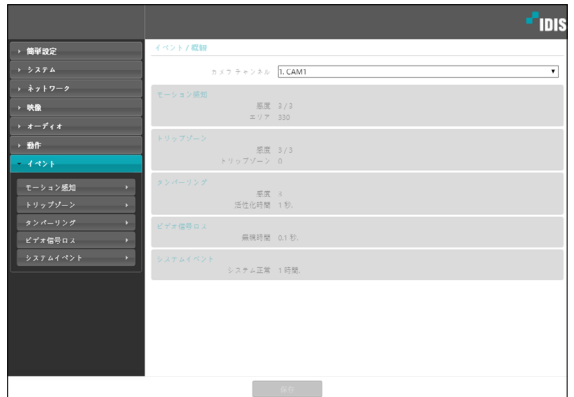 IDIS
簡単設定
システム
ネットワーク
映像
オーディオ
動作
イベント
モーション感知
トリップゾーン
タンパーリング
ビデオ信号ロス
システムイベント
イベント / 概観
カメラ チャンネル 1. CAM1
モーション感知
感度 3 / 3
エリア 330
トリップゾーン
感度 3 / 3
トリップゾーン 0
タンパーリング
感度 4
活性化時間 1 秒.
ビデオ信号ロス
0.1 秒.
システムイベント
システム正常 1 時間.